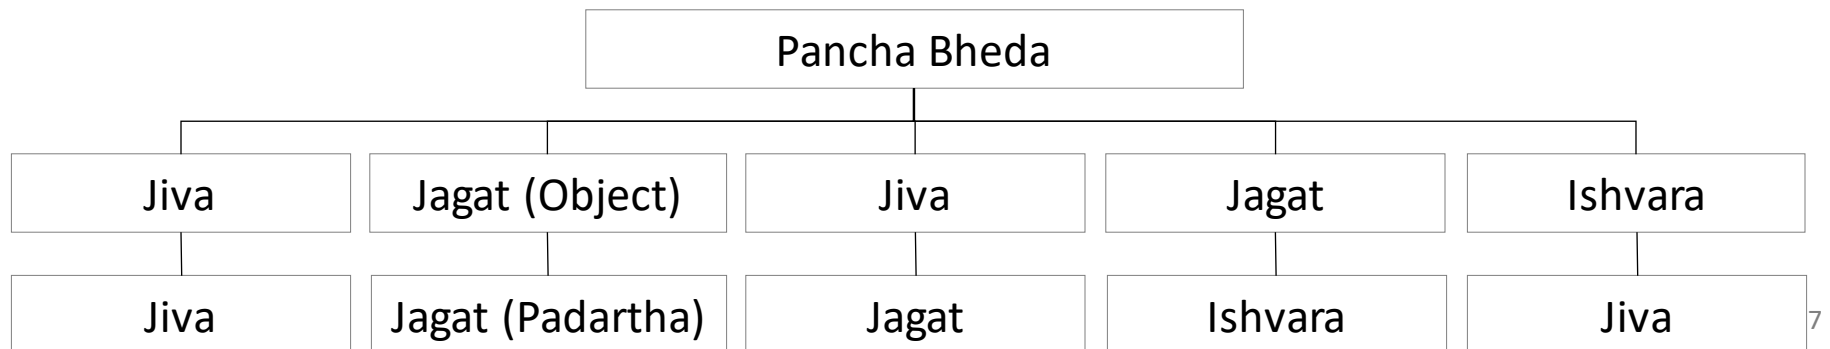 Pancha Bheda
Jiva
Jagat (Object)
Jiva
Jagat
Ishvara
Jiva
Jagat (Padartha)
Jagat
Ishvara
Jiva
7